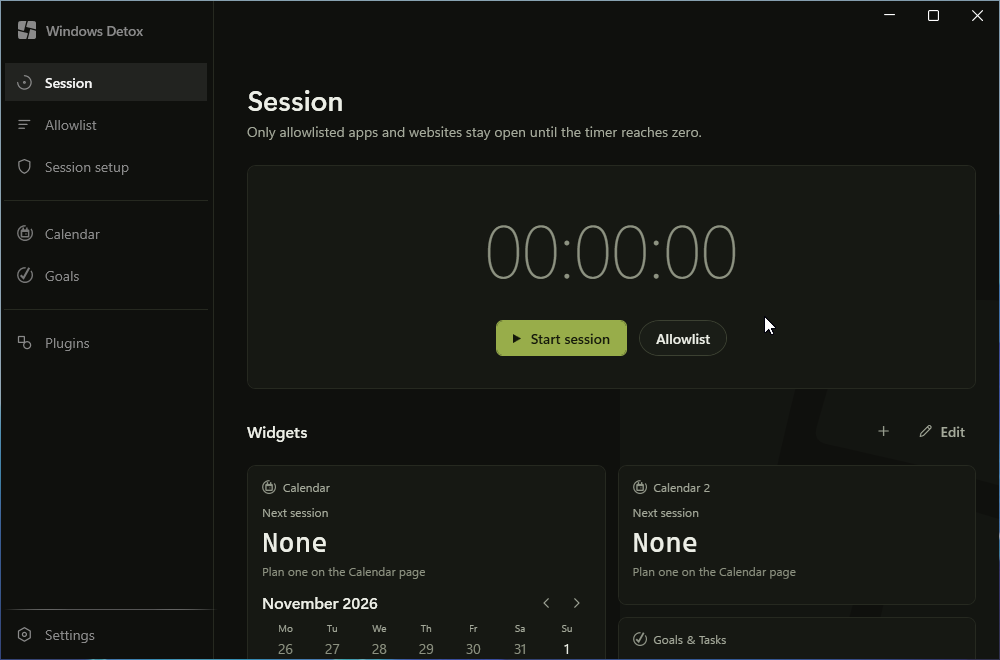 Windows Detox
Session
Allowlist
Session setup
Calendar
Goals
Plugins
Settings
Session
Only allowlisted apps and websites stay open until the timer reaches zero.
00:00:00
Start session
Allowlist
Widgets
Edit
Calendar
Next session
None
Plan one on the Calendar page
November 2026
Mo Tu We Th Fr Sa Su
26 27 28 29 30 31 1
Calendar 2
Next session
None
Plan one on the Calendar page
Goals & Tasks